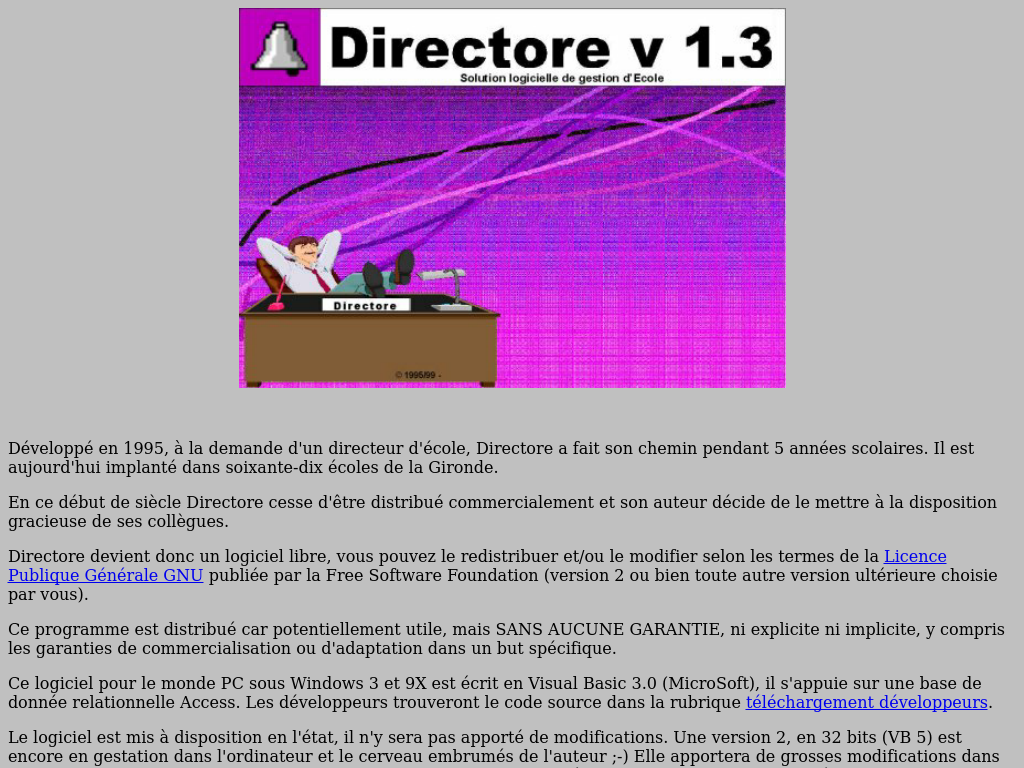 Directore v 1.3
Solution logicielle de gestion d'Ecole
Directore
© 1995/99 -
Développé en 1995, à la demande d'un directeur d'école, Directore a fait son chemin pendant 5 années scolaires. Il est
aujourd'hui implanté dans soixante-dix écoles de la Gironde.
En ce début de siècle Directore cesse d'être distribué commercialement et son auteur décide de le mettre à la disposition
gracieuse de ses collègues.
Directore devient donc un logiciel libre, vous pouvez le redistribuer et/ou le modifier selon les termes de la Licence
Publique Générale GNU publiée par la Free Software Foundation (version 2 ou bien toute autre version ultérieure choisie
par vous).
Ce programme est distribué car potentiellement utile, mais SANS AUCUNE GARANTIE, ni explicite ni implicite, y compris
les garanties de commercialisation ou d'adaptation dans un but spécifique.
Ce logiciel pour le monde PC sous Windows 3 et 9X est écrit en Visual Basic 3.0 (MicroSoft), il s'appuie sur une base de
donnée relationnelle Access. Les développeurs trouveront le code source dans la rubrique téléchargement développeurs.
Le logiciel est mis à disposition en l'état, il n'y sera pas apporté de modifications. Une version 2, en 32 bits (VB 5) est
encore en gestation dans l'ordinateur et le cerveau embrumés de l'auteur ;-) Elle apportera de grosses modifications dans